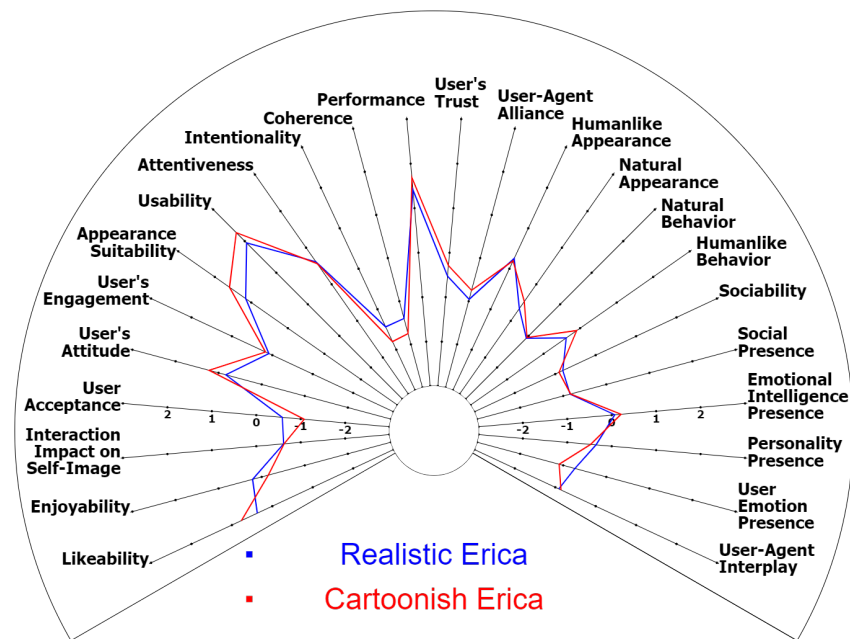 Performance
User's
Trust
User-Agent
Alliance
Coherence
Humanlike
Appearance
Intentionality
Attentiveness
Natural
Appearance
Usability
Natural
Behavior
Appearance
Suitability
Humanlike
Behavior
User's
Engagement
Sociability
User's
Attitude
Social
Presence
User
Acceptance
Emotional
Intelligence
Presence
2 1 0 -1 -2
-2 -1 0 1 2
Interaction
Impact on
Self-Image
Personality
Presence
Enjoyability
User
Emotion
Presence
Likeability
User-Agent
Interplay
Realistic Erica
Cartoonish Erica